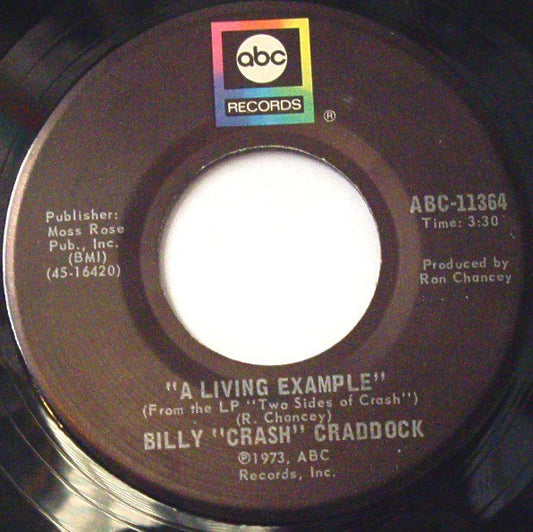 abc
RECORDS
®
Publisher:
Moss Rose
Pub., Inc.
(BMI)
(45-16420)
ABC-11364
Time: 3:30
Produced by
Ron Chancey
"A LIVING EXAMPLE"
(From the LP "Two Sides of Crash")
(R. Chancey)
BILLY "CRASH" CRADDOCK
℗1973, ABC
Records, Inc.